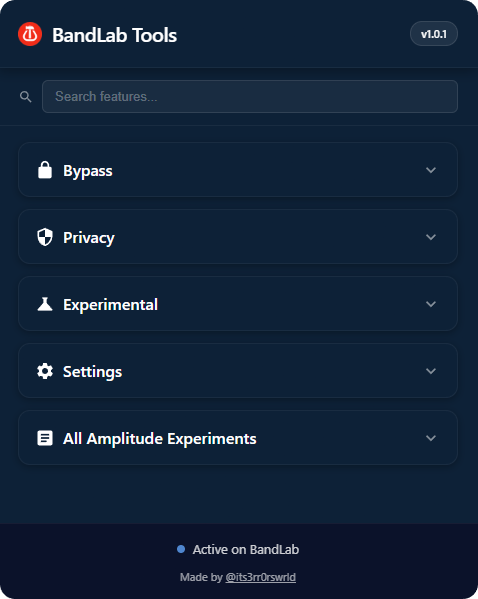 BandLab Tools
v1.0.1
Search features...
Bypass
Privacy
Experimental
Settings
All Amplitude Experiments
Active on BandLab
Made by @its3rr0rswrld